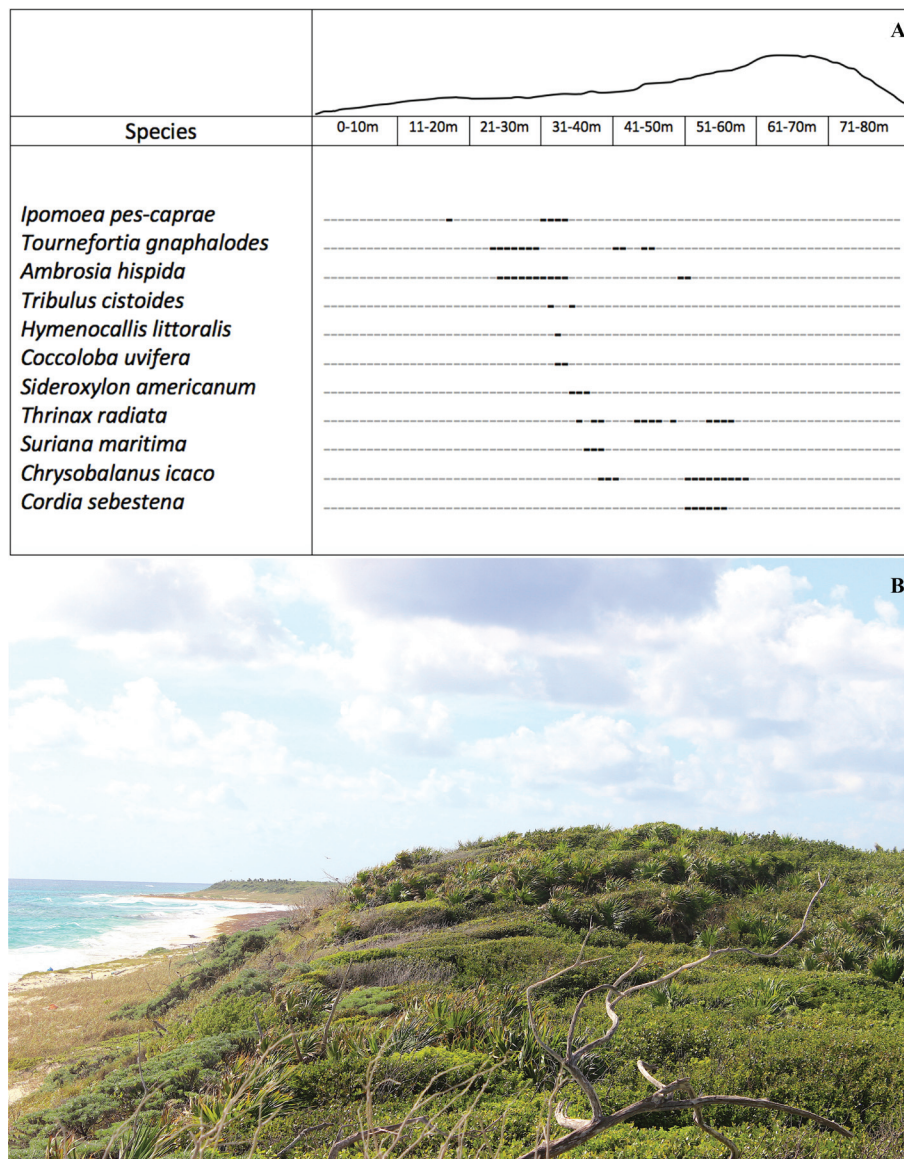 A
Species 0-10m 11-20m 21-30m 31-40m 41-50m 51-60m 61-70m 71-80m
Ipomoea pes-caprae
Tournefortia gnaphalodes
Ambrosia hispida
Tribulus cistoides
Hymenocallis littoralis
Coccoloba uvifera
Sideroxylon americanum
Thrinax radiata
Suriana maritima
Chrysobalanus icaco
Cordia sebestena
B